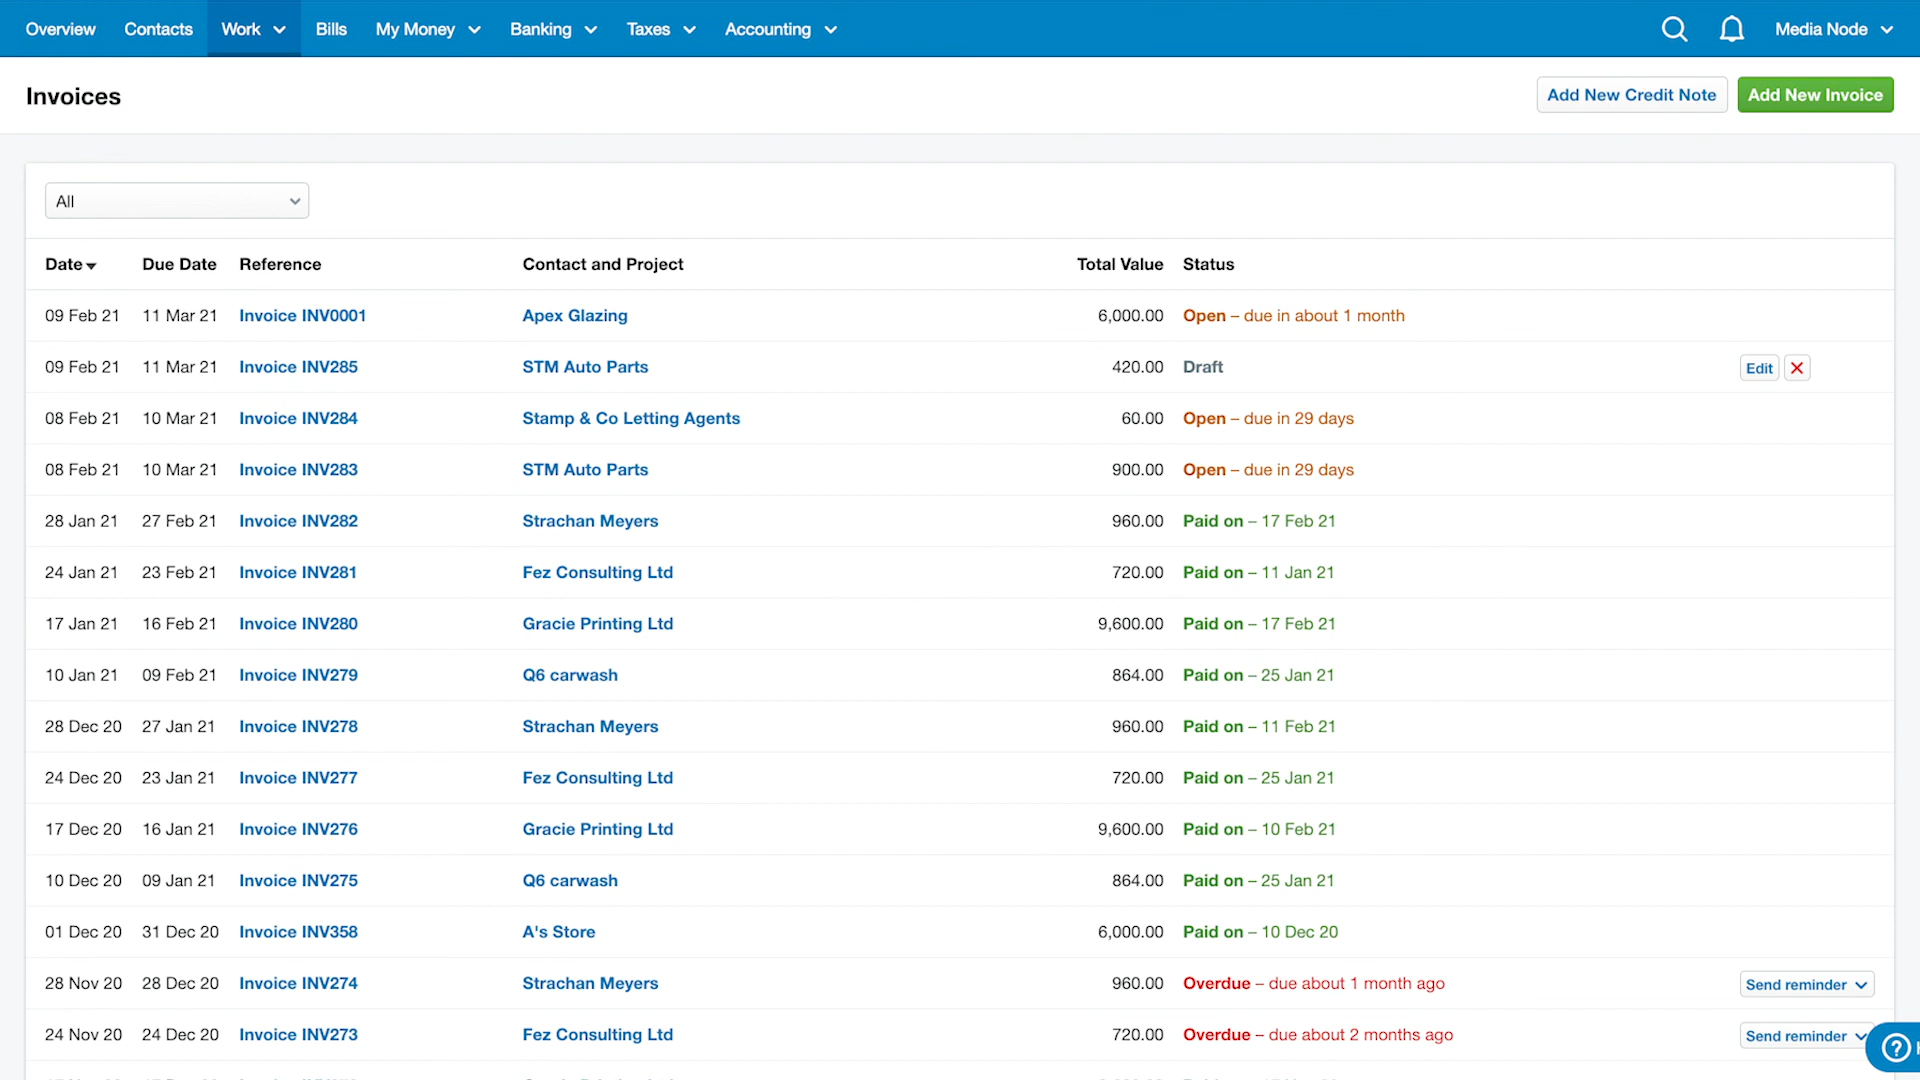 Overview Contacts Work Bills My Money Banking Taxes Accounting Media Node
Invoices Add New Credit Note Add New Invoice
All
Date Due Date Reference Contact and Project Total Value Status
09 Feb 21 11 Mar 21 Invoice INV0001 Apex Glazing 6,000.00 Open – due in about 1 month
09 Feb 21 11 Mar 21 Invoice INV285 STM Auto Parts 420.00 Draft Edit
08 Feb 21 10 Mar 21 Invoice INV284 Stamp & Co Letting Agents 60.00 Open – due in 29 days
08 Feb 21 10 Mar 21 Invoice INV283 STM Auto Parts 900.00 Open – due in 29 days
28 Jan 21 27 Feb 21 Invoice INV282 Strachan Meyers 960.00 Paid on – 17 Feb 21
24 Jan 21 23 Feb 21 Invoice INV281 Fez Consulting Ltd 720.00 Paid on – 11 Jan 21
17 Jan 21 16 Feb 21 Invoice INV280 Gracie Printing Ltd 9,600.00 Paid on – 17 Feb 21
10 Jan 21 09 Feb 21 Invoice INV279 Q6 carwash 864.00 Paid on – 25 Jan 21
28 Dec 20 27 Jan 21 Invoice INV278 Strachan Meyers 960.00 Paid on – 11 Feb 21
24 Dec 20 23 Jan 21 Invoice INV277 Fez Consulting Ltd 720.00 Paid on – 25 Jan 21
17 Dec 20 16 Jan 21 Invoice INV276 Gracie Printing Ltd 9,600.00 Paid on – 10 Feb 21
10 Dec 20 09 Jan 21 Invoice INV275 Q6 carwash 864.00 Paid on – 25 Jan 21
01 Dec 20 31 Dec 20 Invoice INV358 A's Store 6,000.00 Paid on – 10 Dec 20
28 Nov 20 28 Dec 20 Invoice INV274 Strachan Meyers 960.00 Overdue – due about 1 month ago Send reminder
24 Nov 20 24 Dec 20 Invoice INV273 Fez Consulting Ltd 720.00 Overdue – due about 2 months ago Send reminder